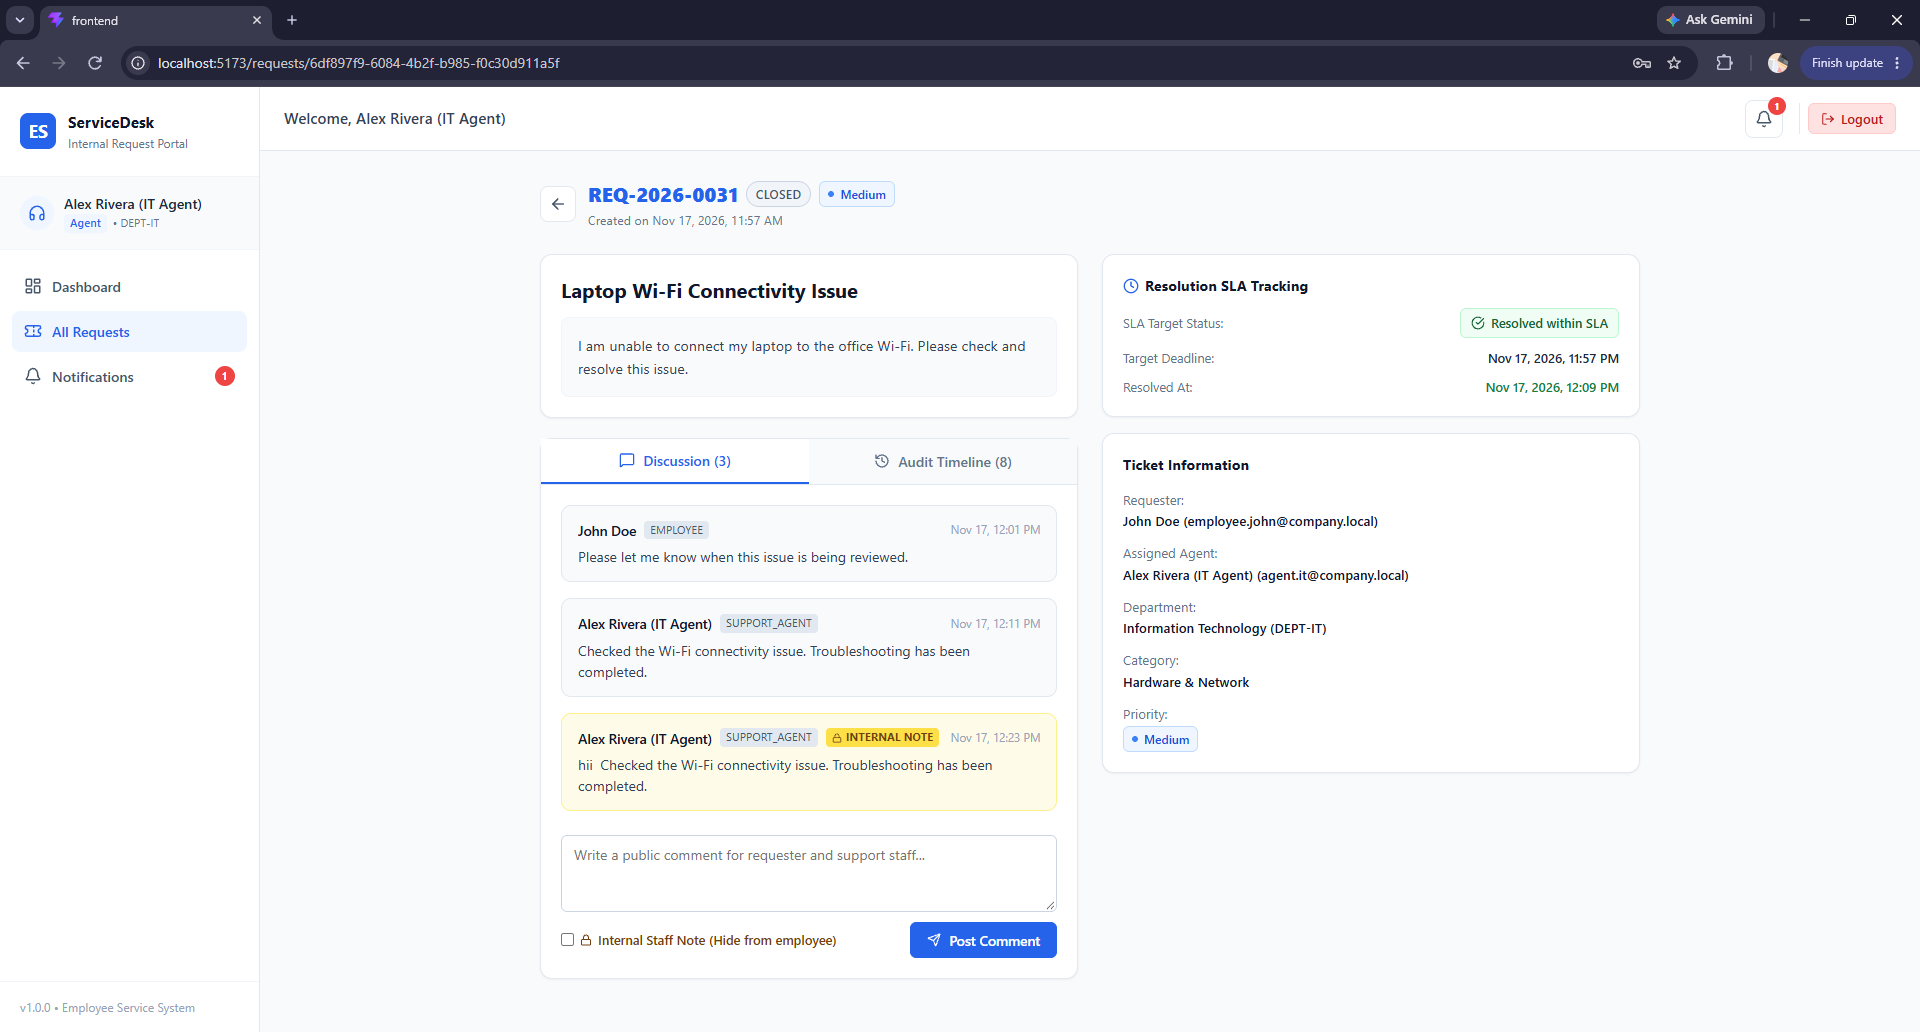 frontend
Ask Gemini
localhost:5173/requests/6df897f9-6084-4b2f-b985-f0c30d911a5f
Finish update
ES
ServiceDesk
Internal Request Portal
Alex Rivera (IT Agent)
Agent • DEPT-IT
Dashboard
All Requests
Notifications
1
v1.0.0 • Employee Service System
Welcome, Alex Rivera (IT Agent)
1
Logout
REQ-2026-0031
CLOSED
Medium
Created on Nov 17, 2026, 11:57 AM
Laptop Wi-Fi Connectivity Issue
I am unable to connect my laptop to the office Wi-Fi. Please check and
resolve this issue.
Discussion (3)
Audit Timeline (8)
John Doe EMPLOYEE Nov 17, 12:01 PM
Please let me know when this issue is being reviewed.
Alex Rivera (IT Agent) SUPPORT_AGENT Nov 17, 12:11 PM
Checked the Wi-Fi connectivity issue. Troubleshooting has been
completed.
Alex Rivera (IT Agent) SUPPORT_AGENT INTERNAL NOTE Nov 17, 12:23 PM
hii  Checked the Wi-Fi connectivity issue. Troubleshooting has been
completed.
Write a public comment for requester and support staff...
Internal Staff Note (Hide from employee)
Post Comment
Resolution SLA Tracking
SLA Target Status: Resolved within SLA
Target Deadline: Nov 17, 2026, 11:57 PM
Resolved At: Nov 17, 2026, 12:09 PM
Ticket Information
Requester:
John Doe (employee.john@company.local)
Assigned Agent:
Alex Rivera (IT Agent) (agent.it@company.local)
Department:
Information Technology (DEPT-IT)
Category:
Hardware & Network
Priority:
Medium